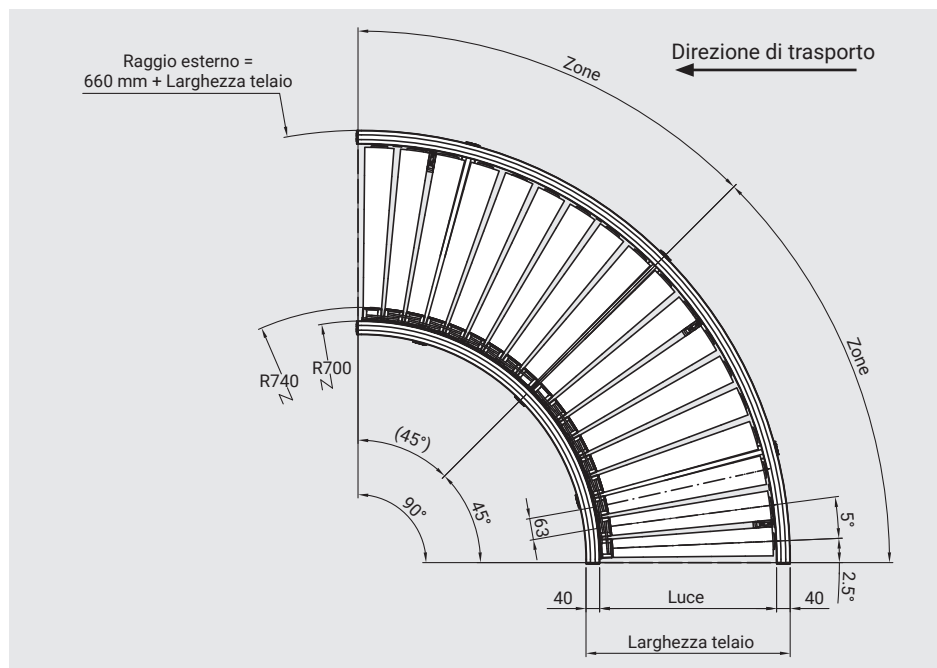 Raggio esterno =
660 mm + Larghezza telaio
Direzione di trasporto
Zone
Zone
R740
R700
(45°)
90°
45°
63
5°
2.5°
40
Luce
40
Larghezza telaio